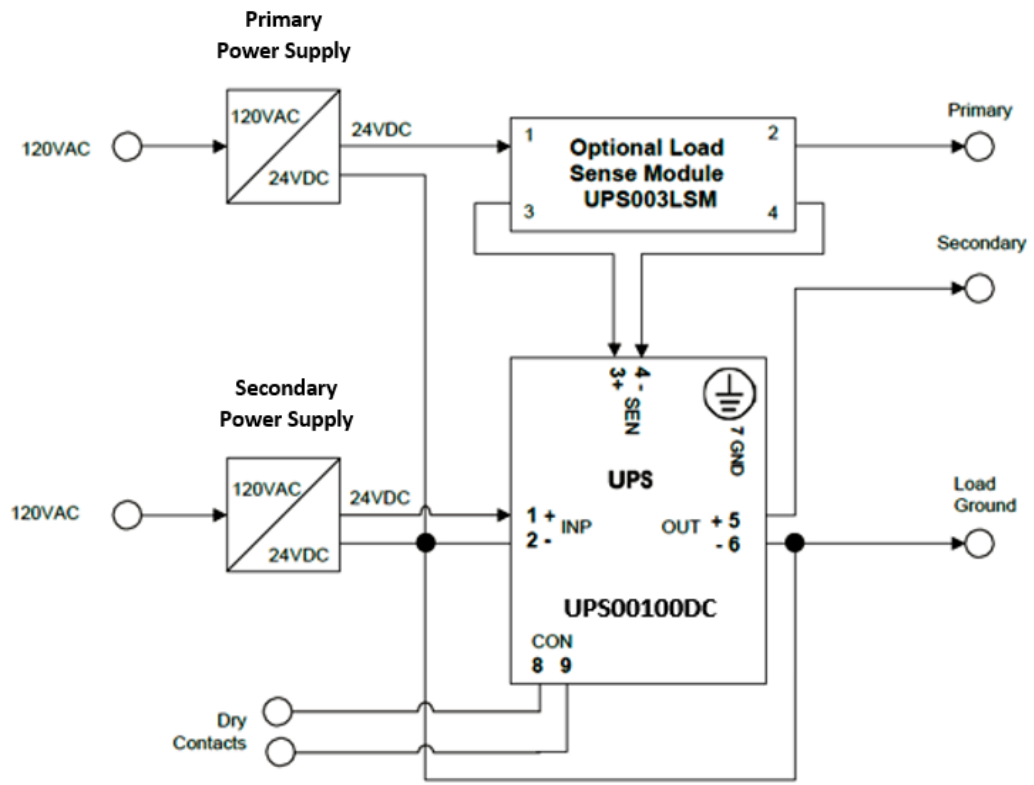 Primary
Power Supply
120VAC
120VAC
24VDC
24VDC
1
2
Optional Load
Sense Module
UPS003LSM
3
4
Primary
Secondary
Secondary
Power Supply
120VAC
120VAC
24VDC
24VDC
3+
4 -
SEN
7 GND
UPS
1 +
2 -
INP
OUT
+ 5
- 6
Load
Ground
UPS00100DC
CON
8 9
Dry
Contacts